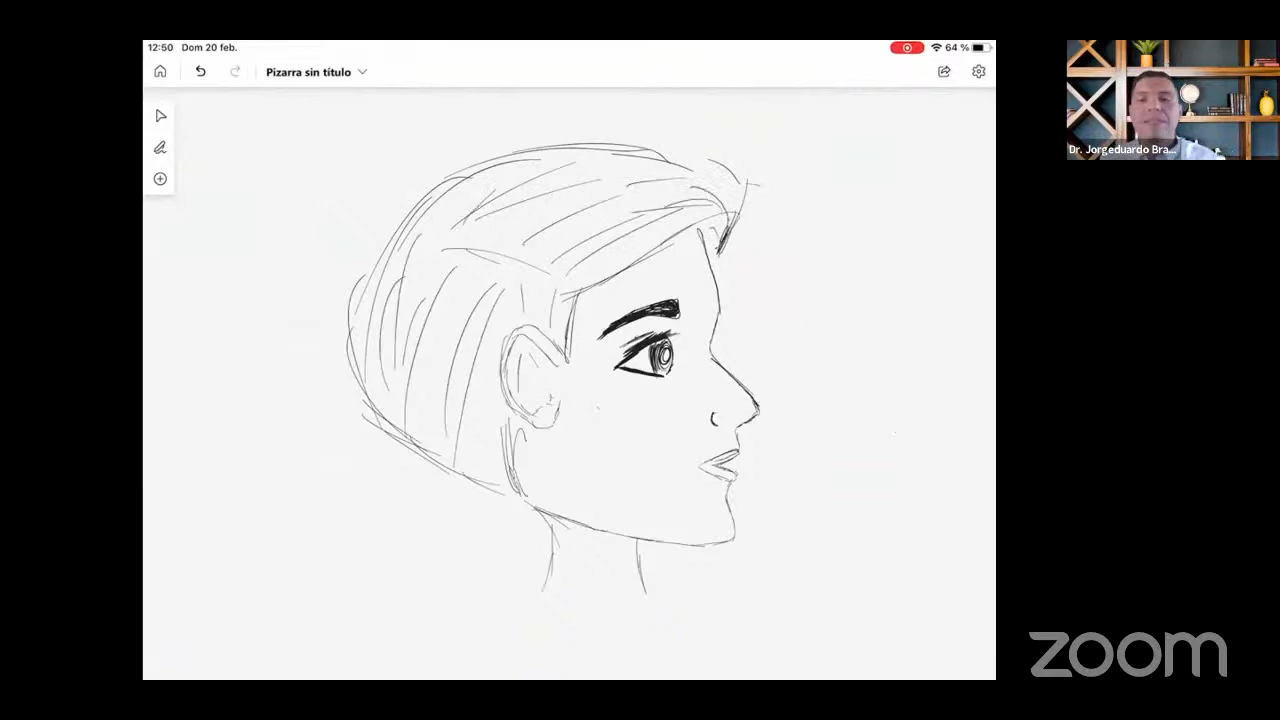 12:50 Dom 20 feb.
64 %
Pizarra sin título
Dr. Jorgeduardo Bra...
zoom